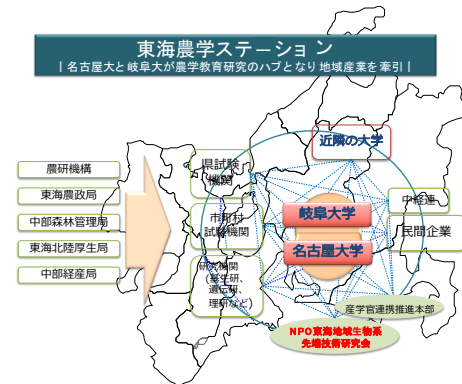 東海農学ステーション
|名古屋大と岐阜大が農学教育研究のハブとなり地域産業を牽引|
近隣の大学
農研機構
東海農政局
中部森林管理局
東海北陸厚生局
中部経産局
県試験
機関
市町村
試験機関
研究機関
(基生研、
遺伝研、
理研など)
岐阜大学
名古屋大学
中経連
民間企業
産学官連携推進本部
NPO東海地域生物系
先端技術研究会